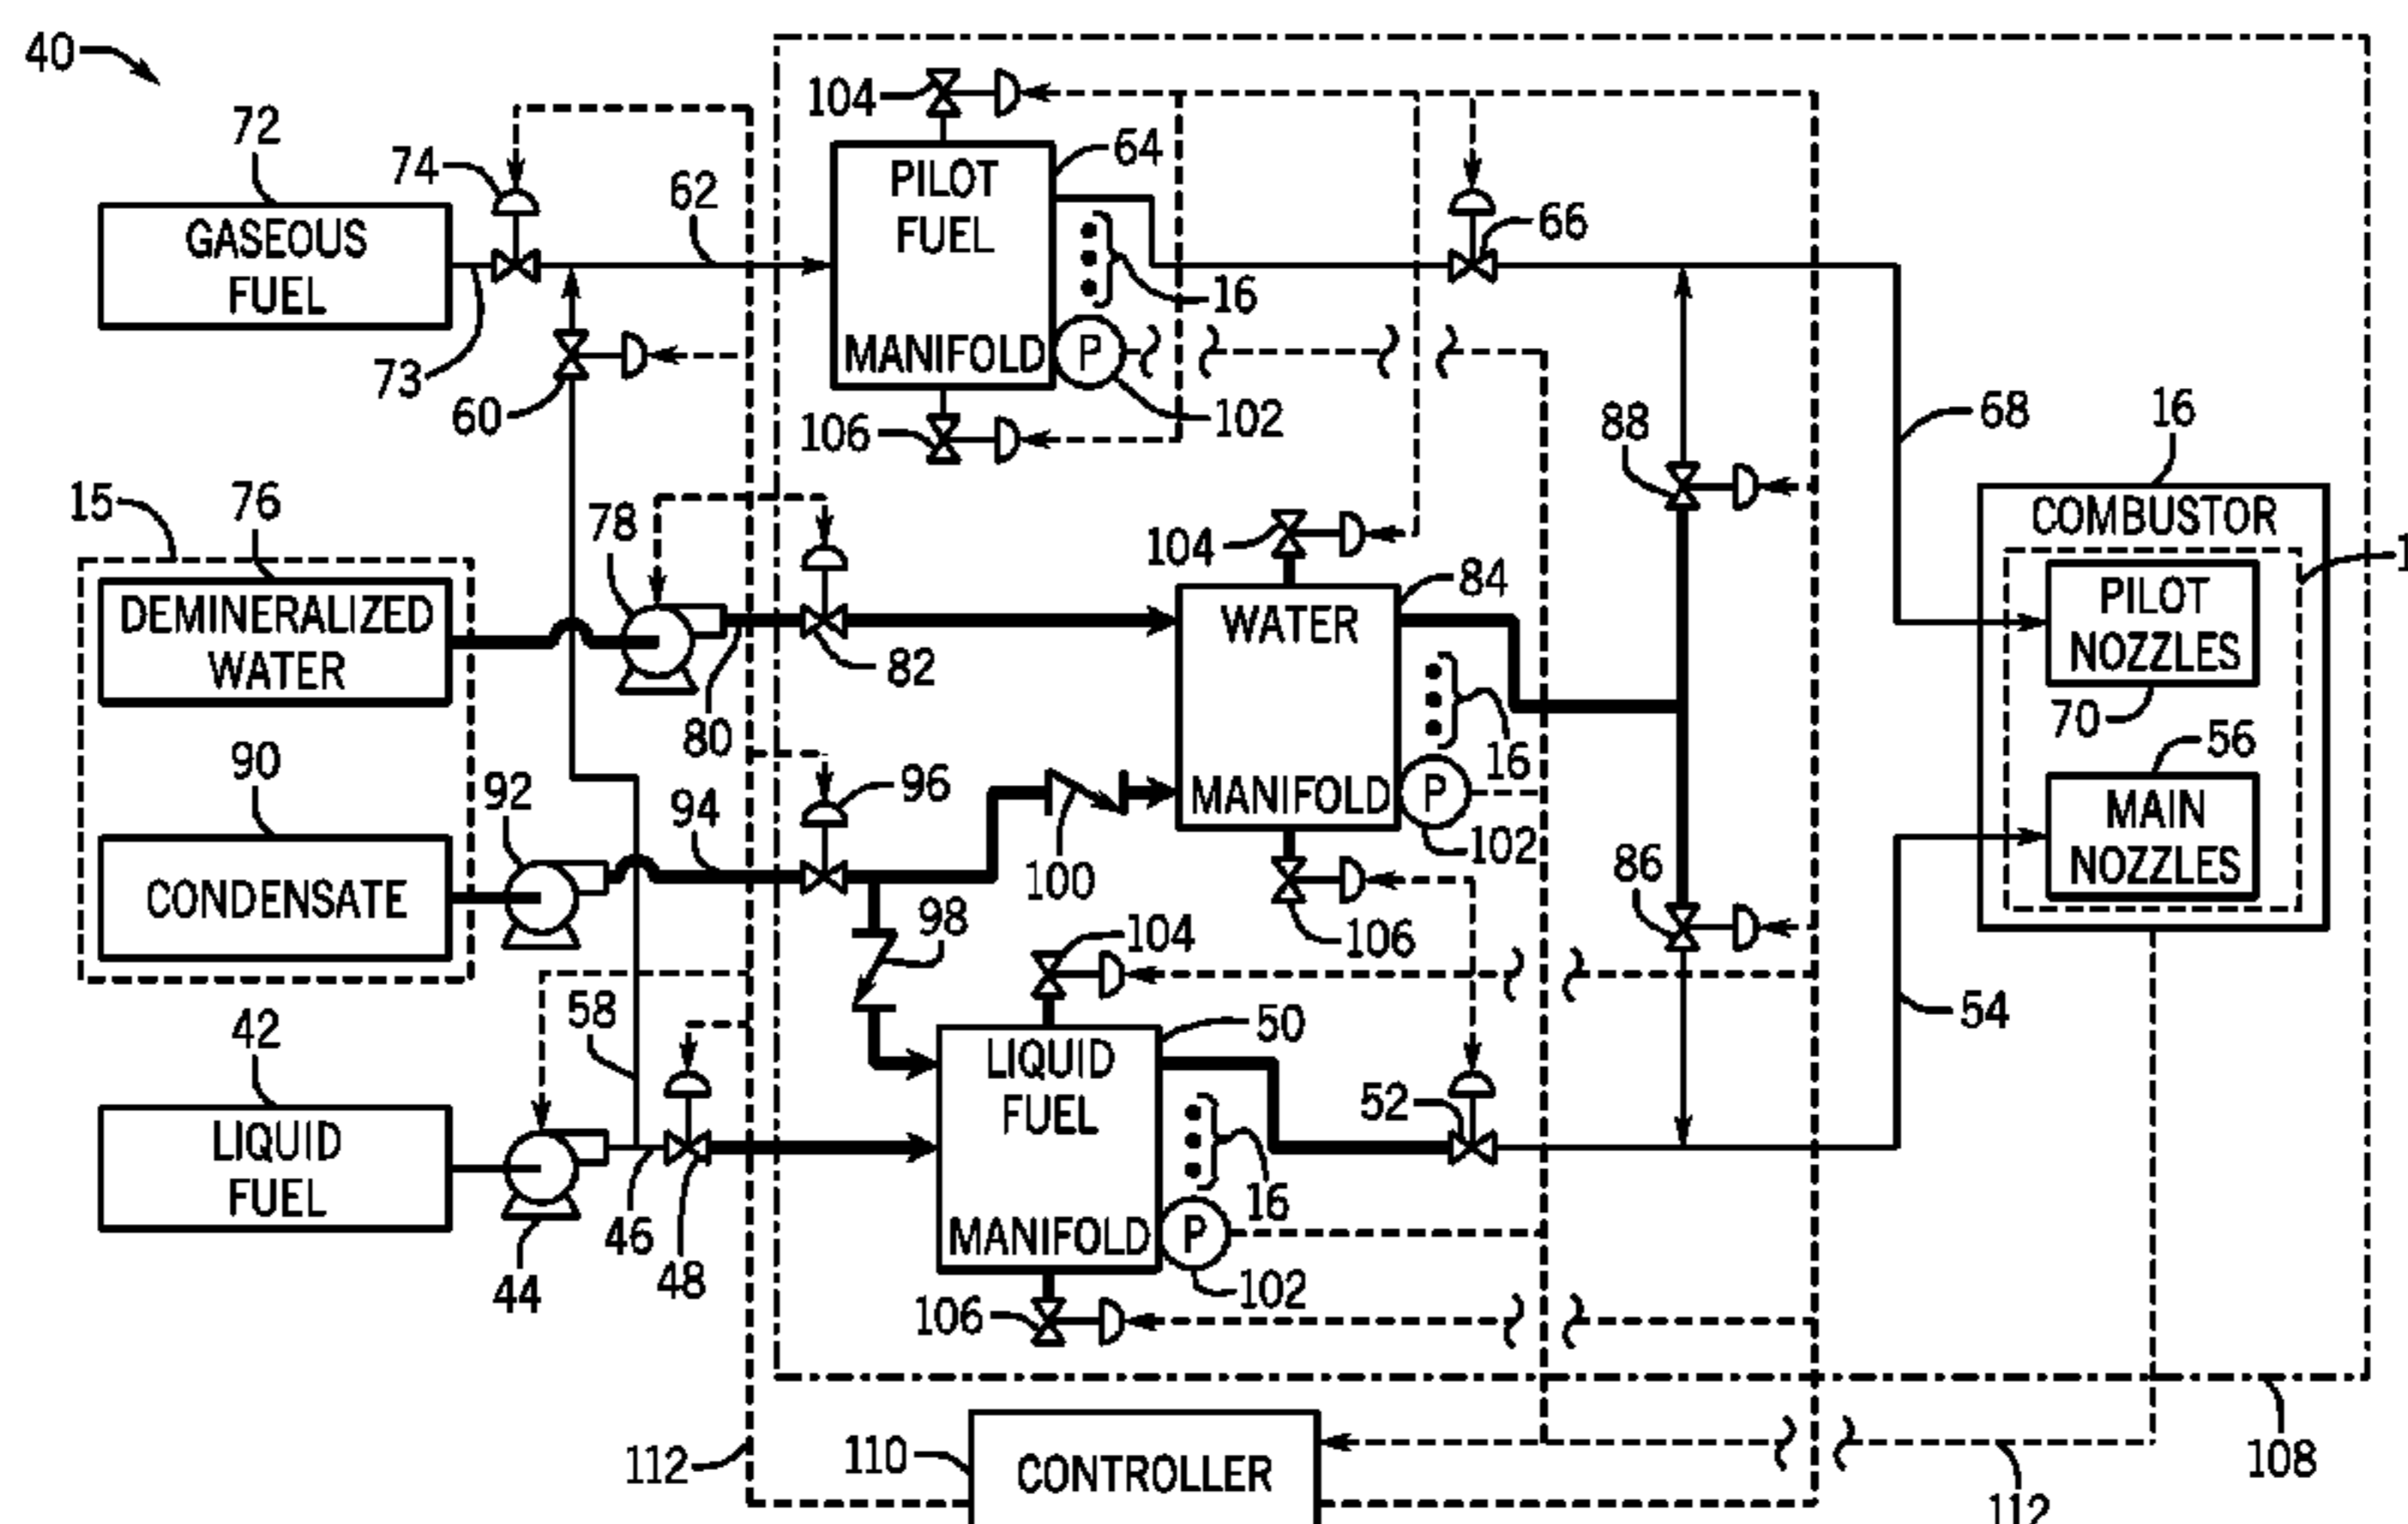 40
72
GASEOUS
FUEL
74
73
62
60
104
PILOT
FUEL
MANIFOLD
64
16
P
102
106
66
68
88
15
76
DEMINERALIZED
WATER
78
80
82
104
WATER
MANIFOLD
84
16
P
102
106
16
COMBUSTOR
PILOT
NOZZLES
70
56
MAIN
NOZZLES
1
90
CONDENSATE
92
94
96
98
100
86
54
42
LIQUID
FUEL
44
58
46
48
104
50
LIQUID
FUEL
MANIFOLD
16
P
102
106
52
112
110
CONTROLLER
112
108